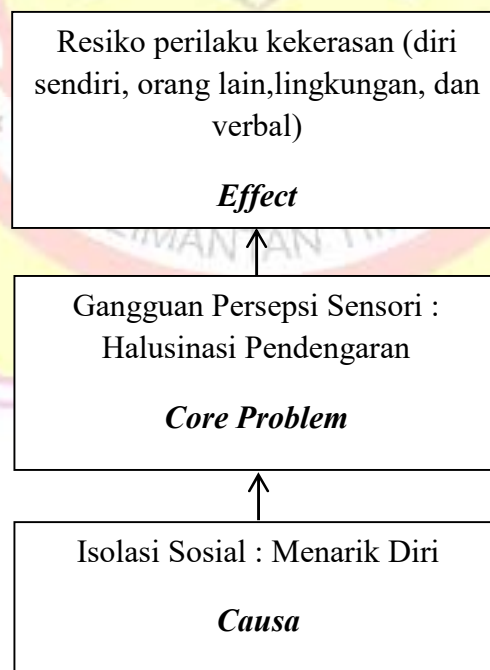 Resiko perilaku kekerasan (diri
sendiri, orang lain,lingkungan, dan
verbal)
Effect
Gangguan Persepsi Sensori :
Halusinasi Pendengaran
Core Problem
Isolasi Sosial : Menarik Diri
Causa